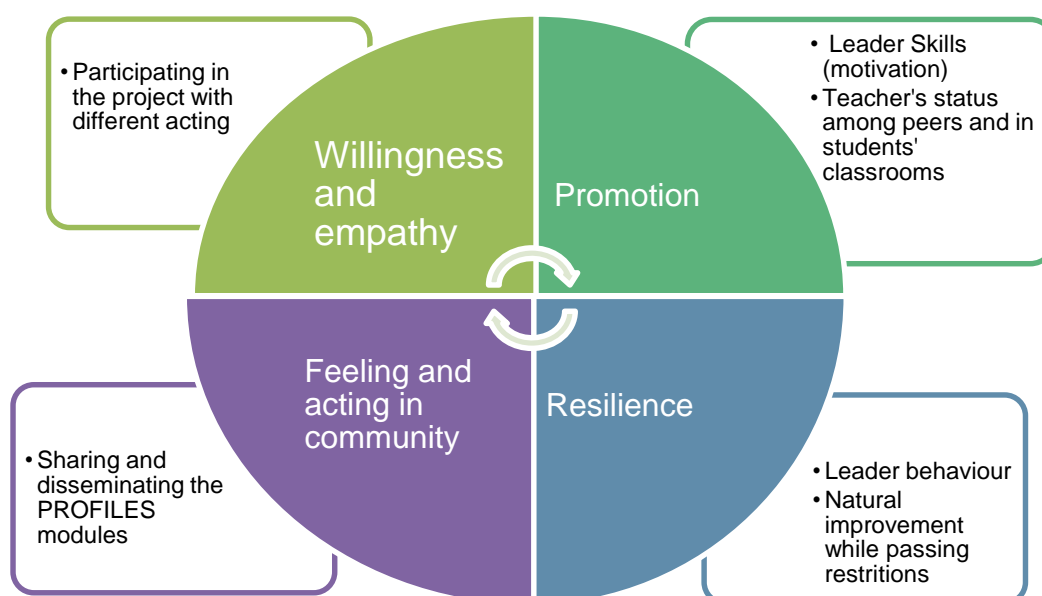 • Participating in
the project with
different acting
Willingness
and
empathy
Promotion
• Leader Skills
(motivation)
• Teacher's status
among peers and in
students'
classrooms
Feeling and
acting in
community
Resilience
• Sharing and
disseminating the
PROFILES
modules
• Leader behaviour
• Natural
improvement
while passing
restritions